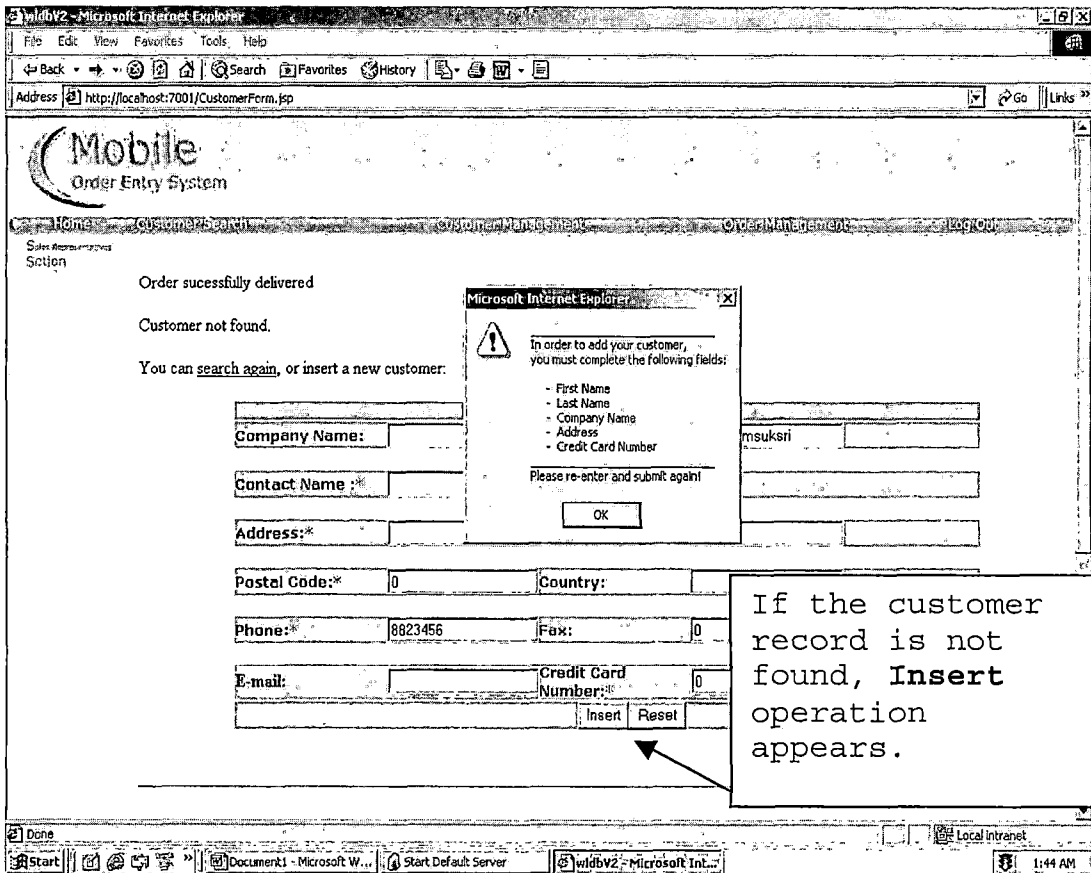 wldbV2 - Microsoft Internet Explorer
File Edit View Favorites Tools Help
Back Search Favorites History
Address http://localhost:7001/CustomerForm.jsp Go Links »
Mobile
Order Entry System
Home Customer Search Customer Management Order Management Log Out
Sales Representatives
Sction
Order sucessfully delivered
Customer not found.
You can search again, or insert a new customer:
Microsoft Internet Explorer
In order to add your customer,
you must complete the following fields:
- First Name
- Last Name
- Company Name
- Address
- Credit Card Number
Please re-enter and submit again!
OK
Company Name: msuksri
Contact Name :*
Address:*
Postal Code:* 0 Country:
Phone:* 8823456 Fax: 0
E-mail: Credit Card Number:* 0
Insert Reset
If the customer
record is not
found, Insert
operation
appears.
Done Local intranet
Start » Document1 - Microsoft W... Start Default Server wldbV2 - Microsoft Int... 1:44 AM